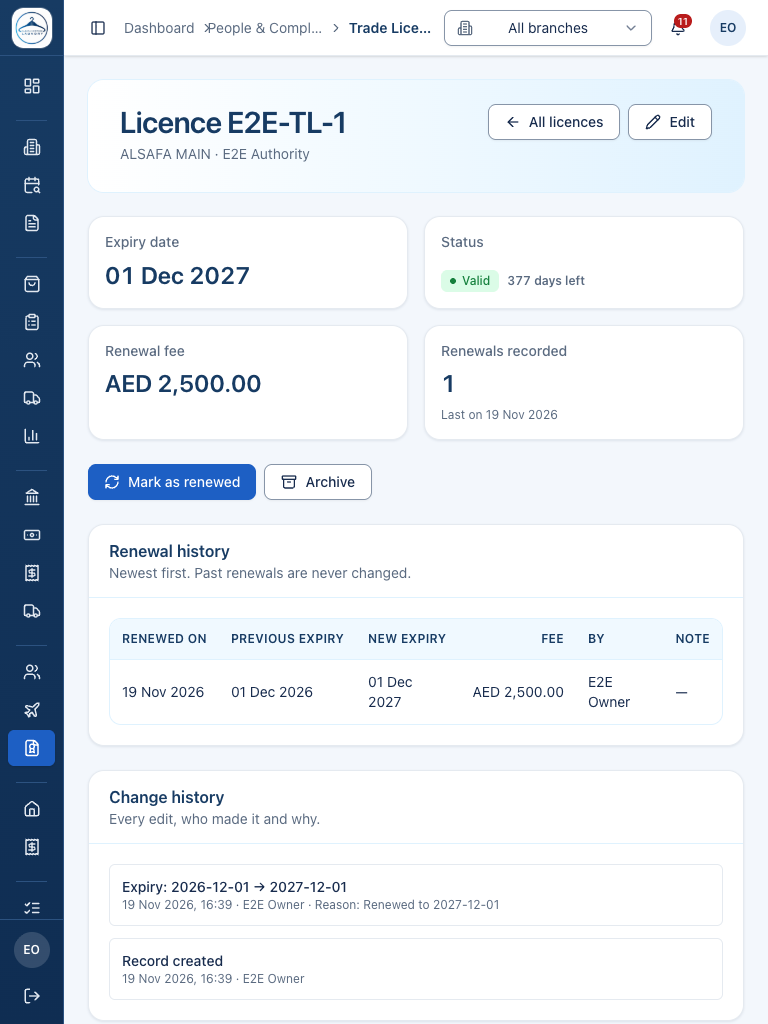 Dashboard
People & Compl...
Trade Lice...
All branches
11
EO
Licence E2E-TL-1
ALSAFA MAIN · E2E Authority
All licences
Edit
Expiry date
01 Dec 2027
Status
Valid
377 days left
Renewal fee
AED 2,500.00
Renewals recorded
1
Last on 19 Nov 2026
Mark as renewed
Archive
Renewal history
Newest first. Past renewals are never changed.
RENEWED ON PREVIOUS EXPIRY NEW EXPIRY FEE BY NOTE
19 Nov 2026 01 Dec 2026 01 Dec 2027 AED 2,500.00 E2E Owner —
Change history
Every edit, who made it and why.
Expiry: 2026-12-01 → 2027-12-01
19 Nov 2026, 16:39 · E2E Owner · Reason: Renewed to 2027-12-01
Record created
19 Nov 2026, 16:39 · E2E Owner
EO